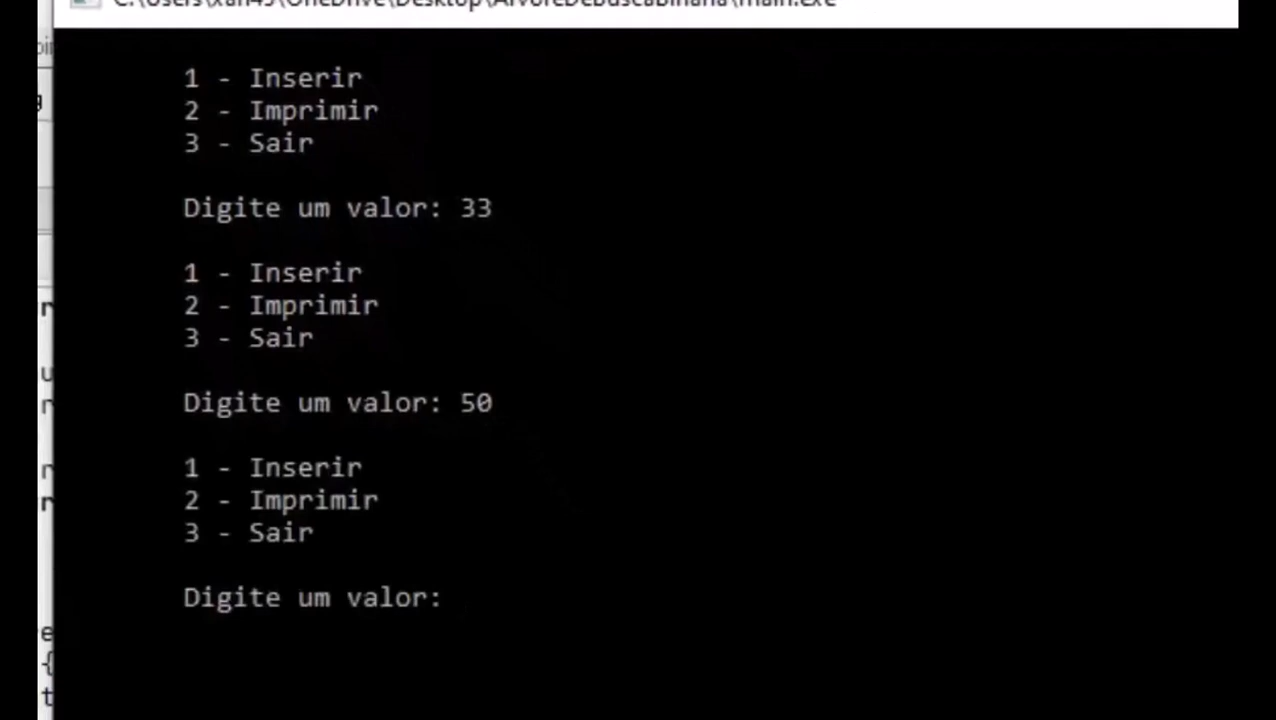 1 - Inserir
2 - Imprimir
3 - Sair
Digite um valor: 33
1 - Inserir
2 - Imprimir
3 - Sair
Digite um valor: 50
1 - Inserir
2 - Imprimir
3 - Sair
Digite um valor: